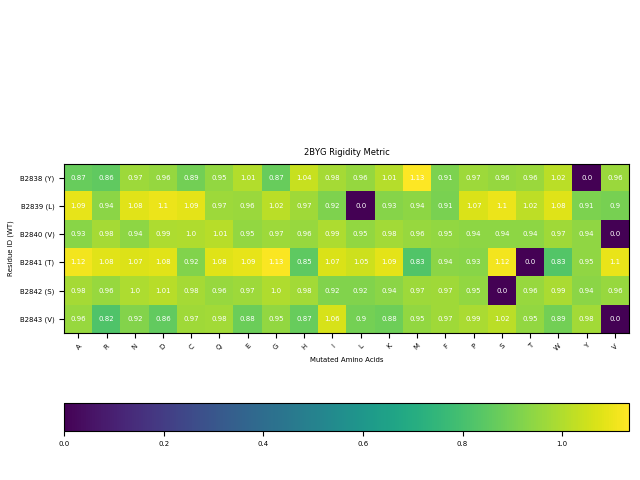 2BYG Rigidity Metric
Residue ID (WT)
B2838 (Y) 0.87 0.86 0.97 0.96 0.89 0.95 1.01 0.87 1.04 0.98 0.96 1.01 1.13 0.91 0.97 0.96 0.96 1.02 0.0 0.96
B2839 (L) 1.09 0.94 1.08 1.1 1.09 0.97 0.96 1.02 0.97 0.92 0.0 0.93 0.94 0.91 1.07 1.1 1.02 1.08 0.91 0.9
B2840 (V) 0.93 0.98 0.94 0.99 1.0 1.01 0.95 0.97 0.96 0.99 0.95 0.98 0.96 0.95 0.94 0.94 0.94 0.97 0.94 0.0
B2841 (T) 1.12 1.08 1.07 1.08 0.92 1.08 1.09 1.13 0.85 1.07 1.05 1.09 0.83 0.94 0.93 1.12 0.0 0.83 0.95 1.1
B2842 (S) 0.98 0.96 1.0 1.01 0.98 0.96 0.97 1.0 0.98 0.92 0.92 0.94 0.97 0.97 0.95 0.0 0.96 0.99 0.94 0.96
B2843 (V) 0.96 0.82 0.92 0.86 0.97 0.98 0.88 0.95 0.87 1.08 0.9 0.88 0.95 0.97 0.99 1.02 0.95 0.89 0.98 0.0
A R N D C Q E G H I L K M F P S T W Y V
Mutated Amino Acids
0.0 0.2 0.4 0.6 0.8 1.0